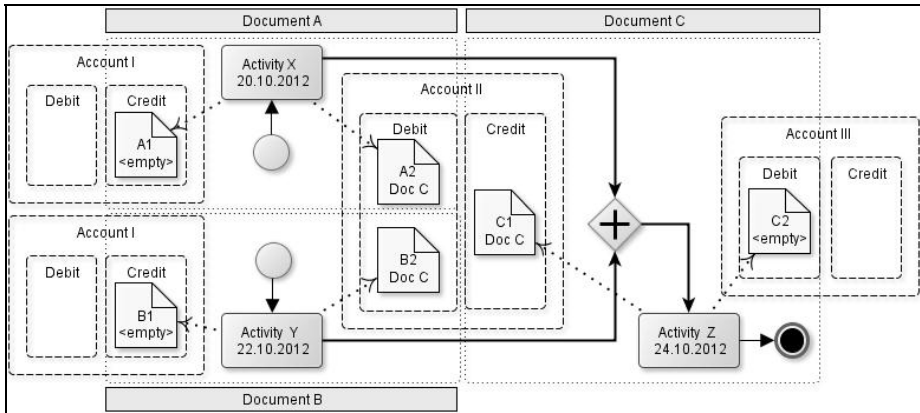 Document A
Document C
Account I
Debit
Credit
A1
<empty>
Activity X
20.10.2012
Account II
Debit
Credit
A2
Doc C
B2
Doc C
C1
Doc C
Account III
Debit
Credit
C2
<empty>
Account I
Debit
Credit
B1
<empty>
Activity Y
22.10.2012
Activity Z
24.10.2012
Document B